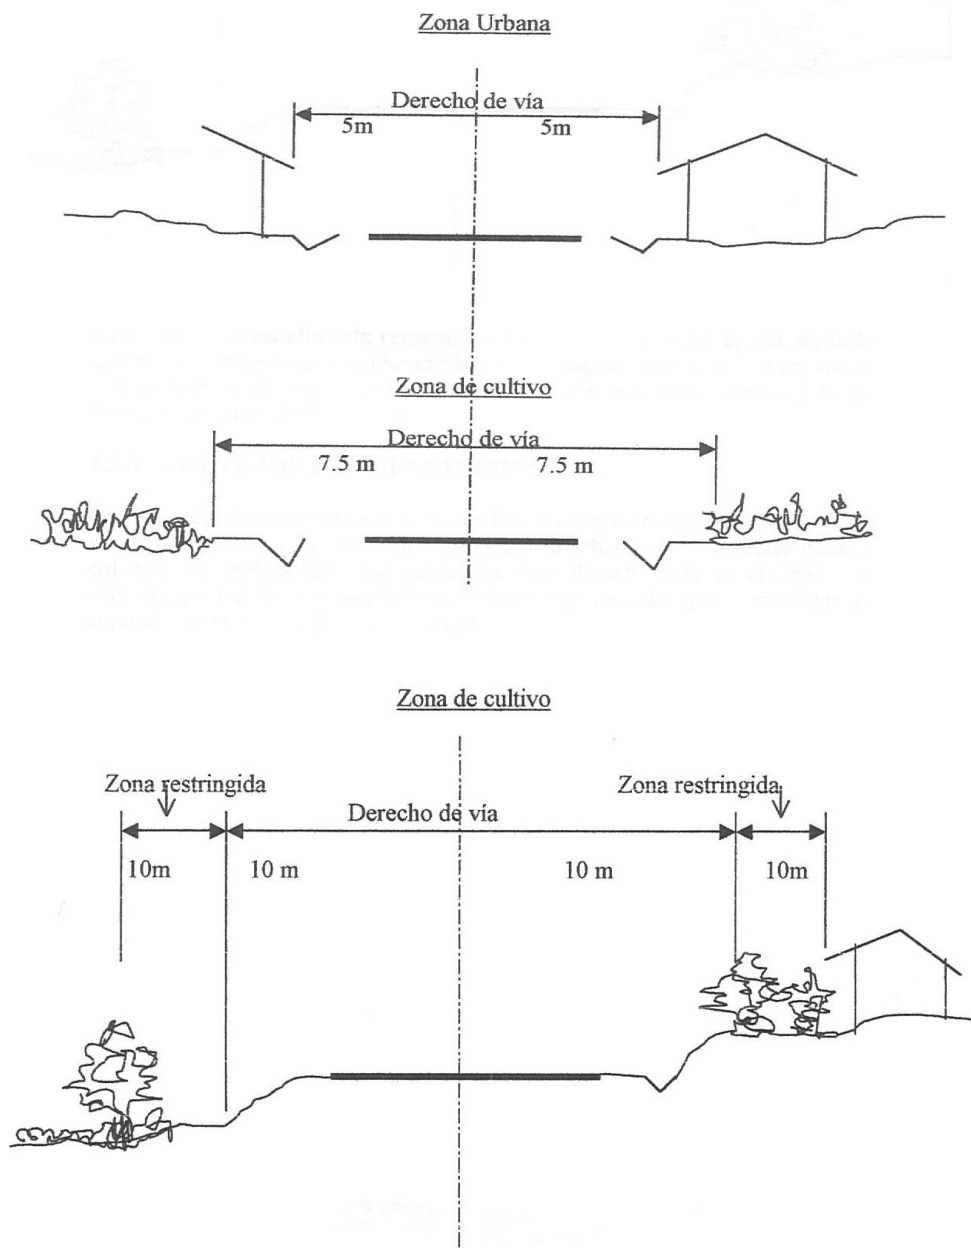 Zona Urbana
Derecho de vía
5m 5m
Zona de cultivo
Derecho de vía
7.5 m 7.5 m
Zona de cultivo
Zona restringida Zona restringida
Derecho de vía
10m 10 m 10 m 10m